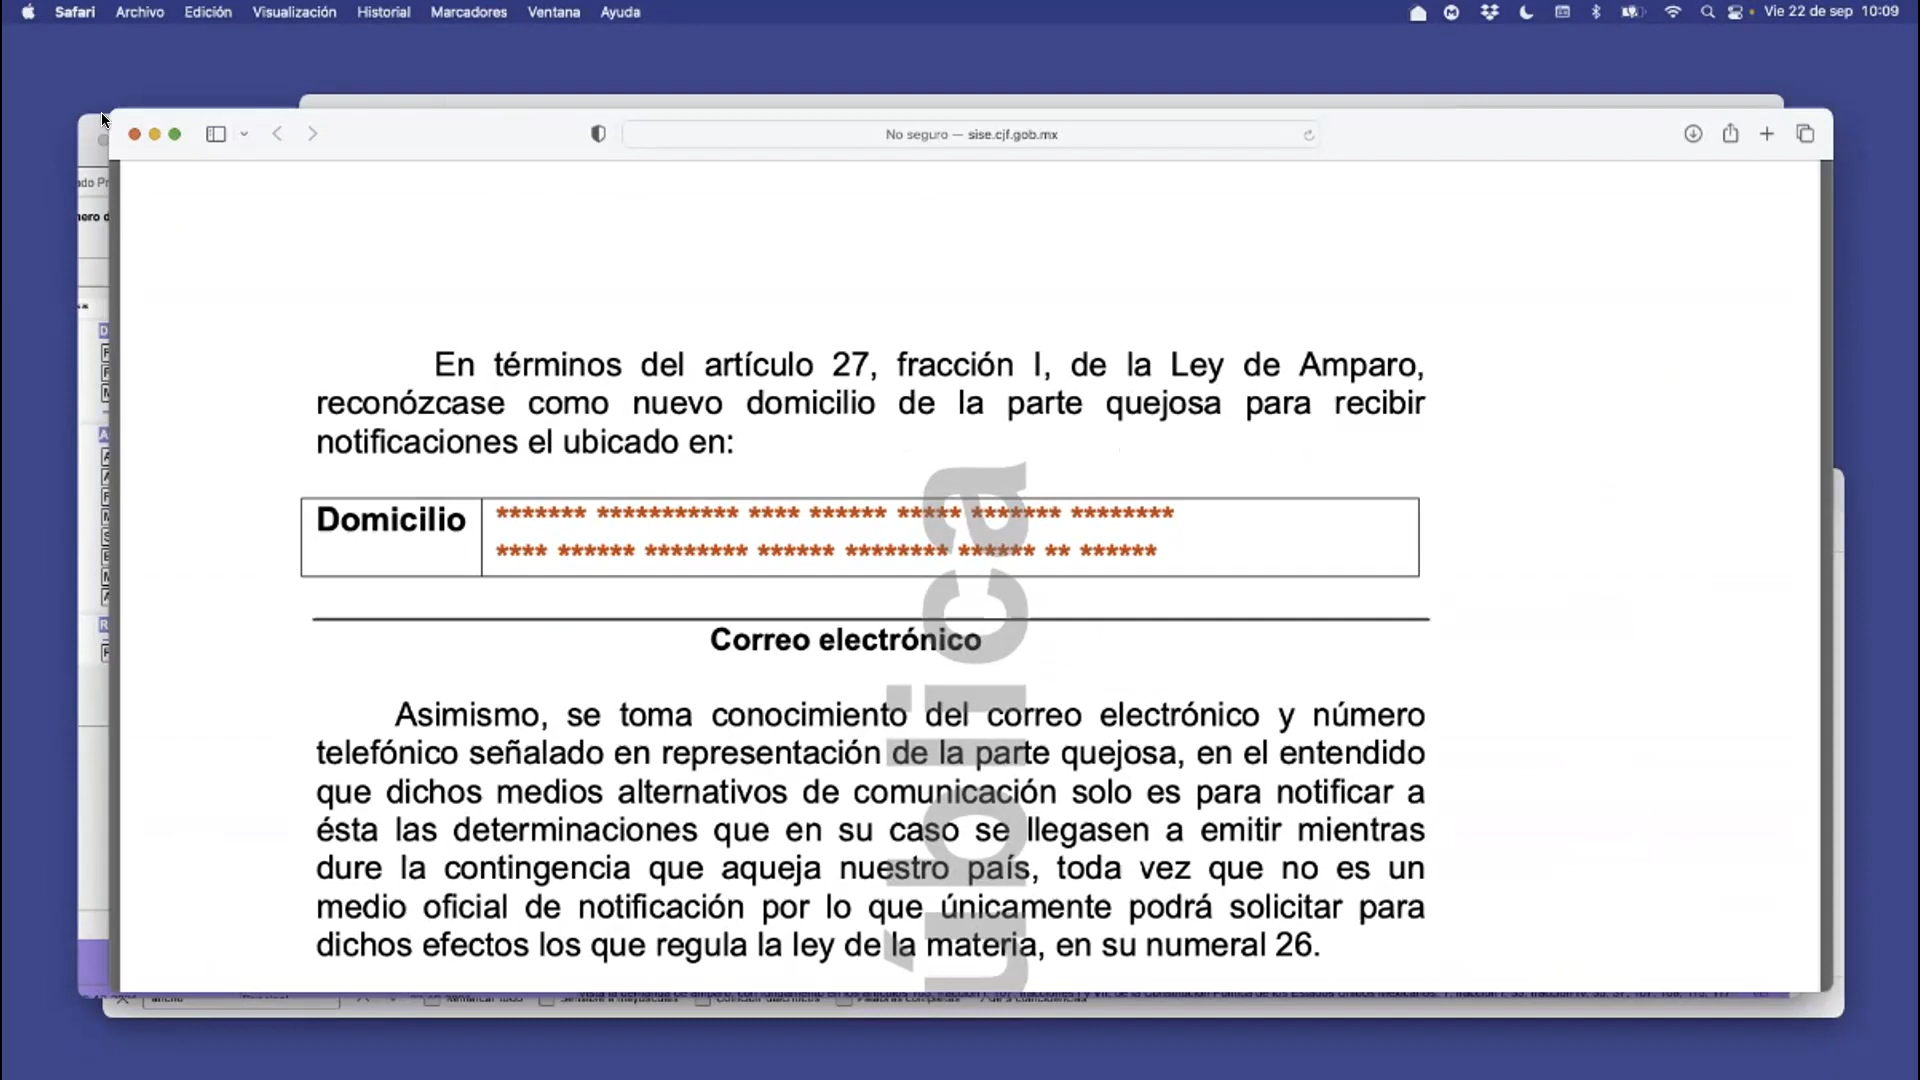 Safari Archivo Edición Visualización Historial Marcadores Ventana Ayuda
Vie 22 de sep 10:09
No seguro — sise.cjf.gob.mx
En términos del artículo 27, fracción I, de la Ley de Amparo,
reconózcase como nuevo domicilio de la parte quejosa para recibir
notificaciones el ubicado en:
Domicilio ******* *********** **** ****** ***** ******* ********
**** ****** ******** ****** ******** ****** ** ******
Correo electrónico
Asimismo, se toma conocimiento del correo electrónico y número
telefónico señalado en representación de la parte quejosa, en el entendido
que dichos medios alternativos de comunicación solo es para notificar a
ésta las determinaciones que en su caso se llegasen a emitir mientras
dure la contingencia que aqueja nuestro país, toda vez que no es un
medio oficial de notificación por lo que únicamente podrá solicitar para
dichos efectos los que regula la ley de la materia, en su numeral 26.
ública